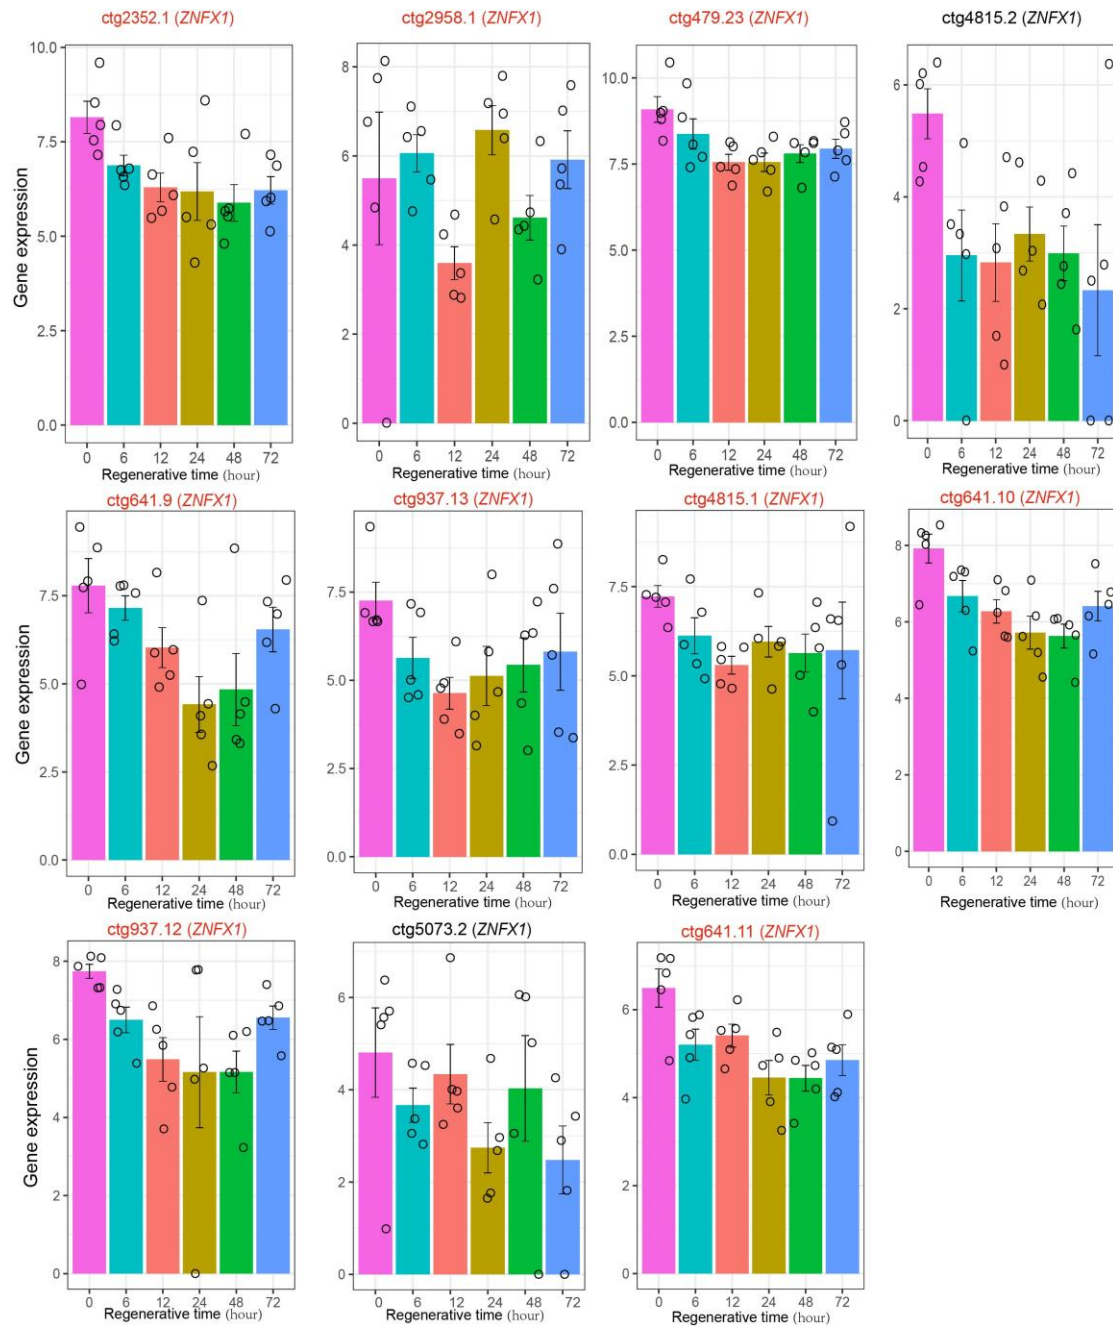 ctg2352.1 (ZNFX1)
ctg2958.1 (ZNFX1)
ctg479.23 (ZNFX1)
ctg4815.2 (ZNFX1)
Gene expression
10.0
7.5
5.0
2.5
0.0
0 6 12 24 48 72
Regenerative time (hour)
8
6
4
2
0
0 6 12 24 48 72
Regenerative time (hour)
10.0
7.5
5.0
2.5
0.0
0 6 12 24 48 72
Regenerative time (hour)
6
4
2
0
0 6 12 24 48 72
Regenerative time (hour)
ctg641.9 (ZNFX1)
ctg937.13 (ZNFX1)
ctg4815.1 (ZNFX1)
ctg641.10 (ZNFX1)
Gene expression
7.5
5.0
2.5
0.0
0 6 12 24 48 72
Regenerative time (hour)
7.5
5.0
2.5
0.0
0 6 12 24 48 72
Regenerative time (hour)
7.5
5.0
2.5
0.0
0 6 12 24 48 72
Regenerative time (hour)
8
6
4
2
0
0 6 12 24 48 72
Regenerative time (hour)
ctg937.12 (ZNFX1)
ctg5073.2 (ZNFX1)
ctg641.11 (ZNFX1)
Gene expression
8
6
4
2
0
0 6 12 24 48 72
Regenerative time (hour)
6
4
2
0
0 6 12 24 48 72
Regenerative time (hour)
6
4
2
0
0 6 12 24 48 72
Regenerative time (hour)